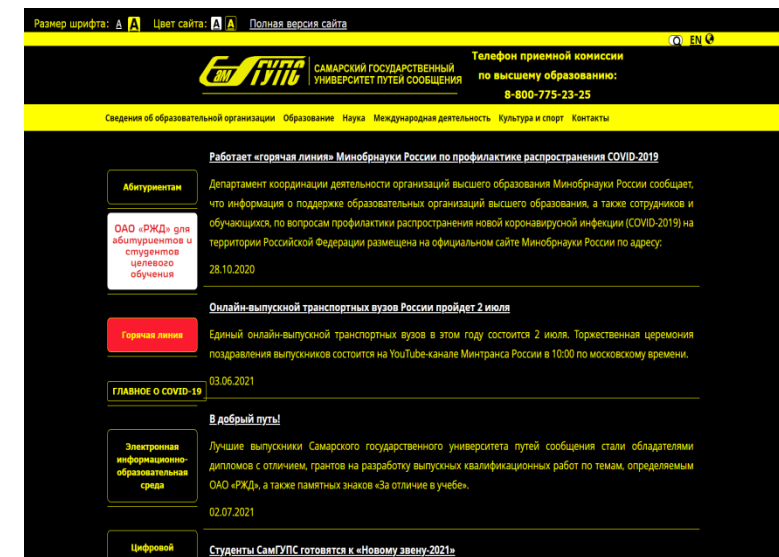 Размер шрифта: А А Цвет сайта: А А Полная версия сайта
EN
СамГУПС
САМАРСКИЙ ГОСУДАРСТВЕННЫЙ
УНИВЕРСИТЕТ ПУТЕЙ СООБЩЕНИЯ
Телефон приемной комиссии
по высшему образованию:
8-800-775-23-25
Сведения об образовательной организации Образование Наука Международная деятельность Культура и спорт Контакты
Абитуриентам
ОАО «РЖД» для
абитуриентов и
студентов
целевого
обучения
Горячая линия
ГЛАВНОЕ О COVID-19
Электронная
информационно-
образовательная
среда
Цифровой
Работает «горячая линия» Минобрнауки России по профилактике распространения COVID-2019
Департамент координации деятельности организаций высшего образования Минобрнауки России сообщает,
что информация о поддержке образовательных организаций высшего образования, а также сотрудников и
обучающихся, по вопросам профилактики распространения новой коронавирусной инфекции (COVID-2019) на
территории Российской Федерации размещена на официальном сайте Минобрнауки России по адресу:
28.10.2020
Онлайн-выпускной транспортных вузов России пройдет 2 июля
Единый онлайн-выпускной транспортных вузов в этом году состоится 2 июля. Торжественная церемония
поздравления выпускников состоится на YouTube-канале Минтранса России в 10:00 по московскому времени.
03.06.2021
В добрый путь!
Лучшие выпускники Самарского государственного университета путей сообщения стали обладателями
дипломов с отличием, грантов на разработку выпускных квалификационных работ по темам, определяемым
ОАО «РЖД», а также памятных знаков «За отличие в учебе».
02.07.2021
Студенты СамГУПС готовятся к «Новому звену-2021»